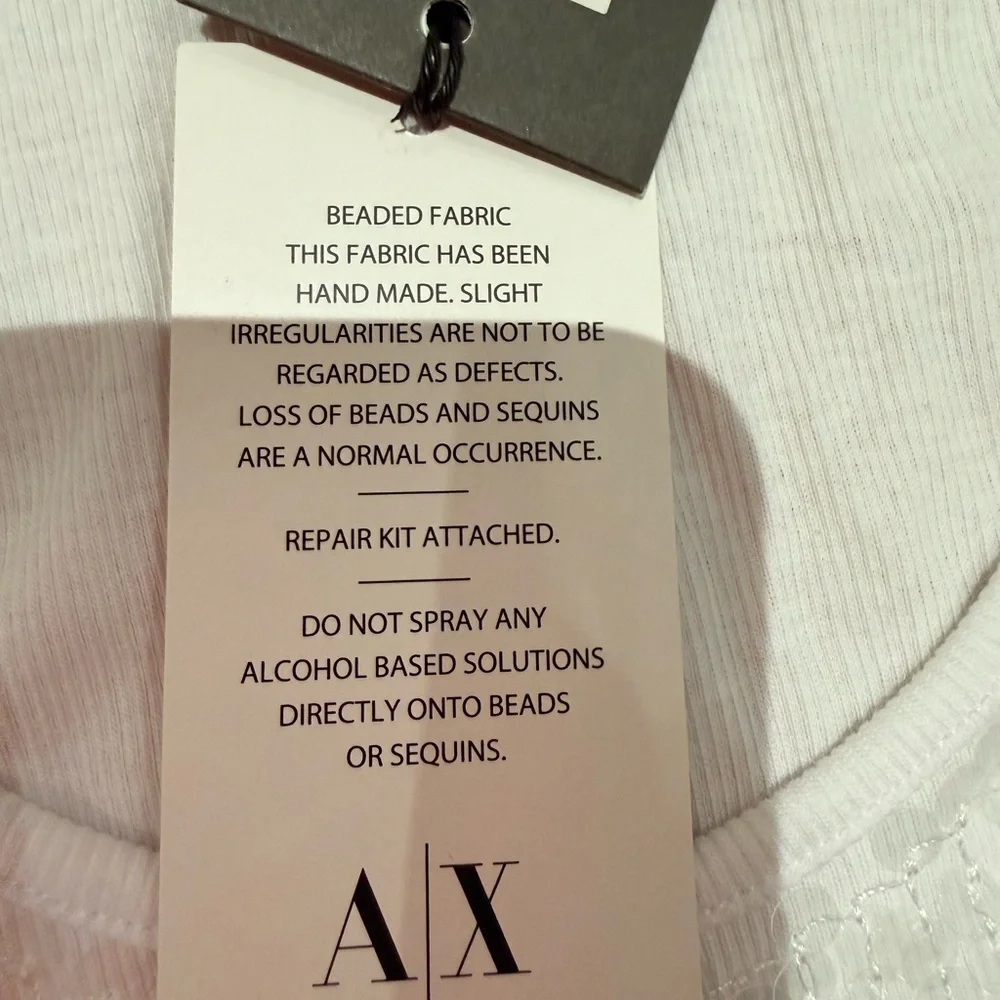 BEADED FABRIC
THIS FABRIC HAS BEEN
HAND MADE. SLIGHT
IRREGULARITIES ARE NOT TO BE
REGARDED AS DEFECTS.
LOSS OF BEADS AND SEQUINS
ARE A NORMAL OCCURRENCE.
REPAIR KIT ATTACHED.
DO NOT SPRAY ANY
ALCOHOL BASED SOLUTIONS
DIRECTLY ONTO BEADS
OR SEQUINS.
A|X